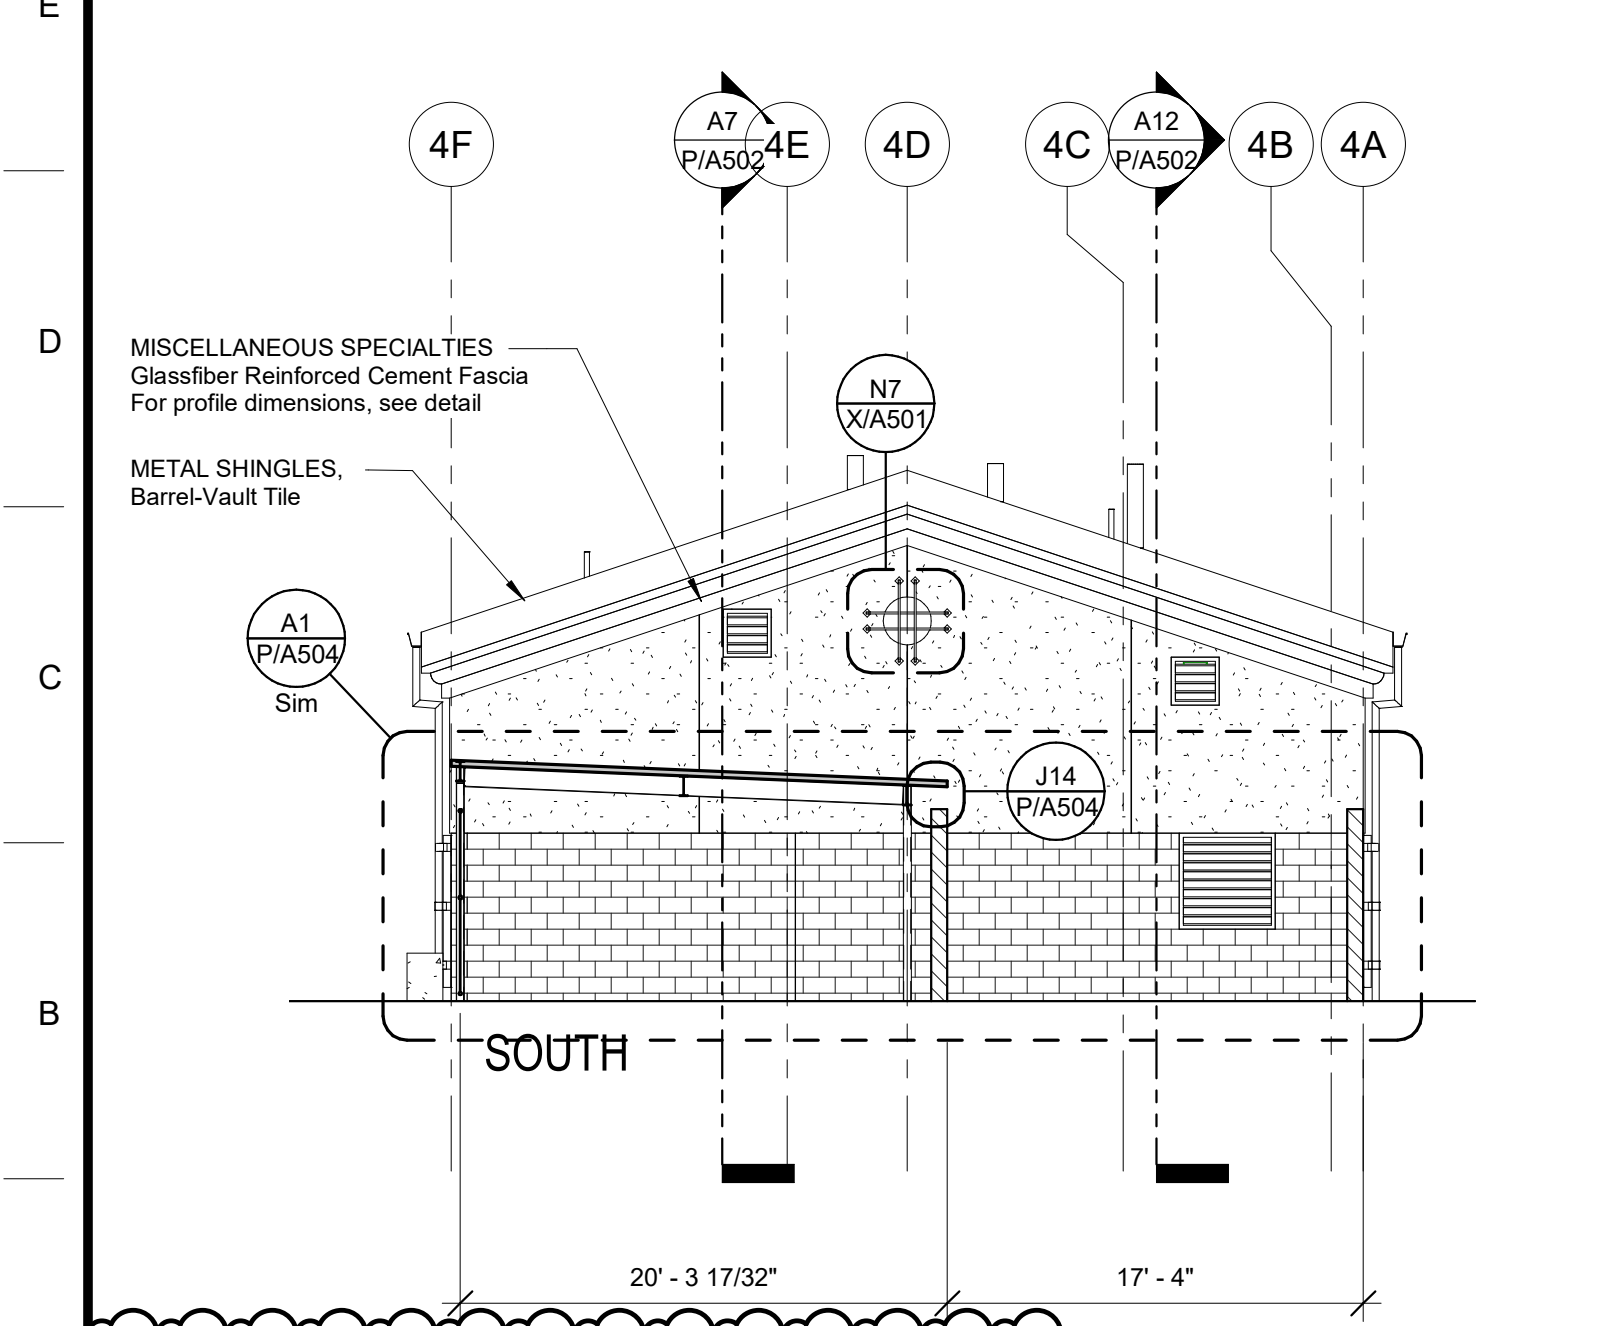 E
4F
A7
P/A502
4E
4D
4C
A12
P/A502
4B
4A
D
MISCELLANEOUS SPECIALTIES
Glassfiber Reinforced Cement Fascia
For profile dimensions, see detail
N7
X/A501
METAL SHINGLES,
Barrel-Vault Tile
A1
P/A504
Sim
C
J14
P/A504
B
SOUTH
20' - 3 17/32"
17' - 4"